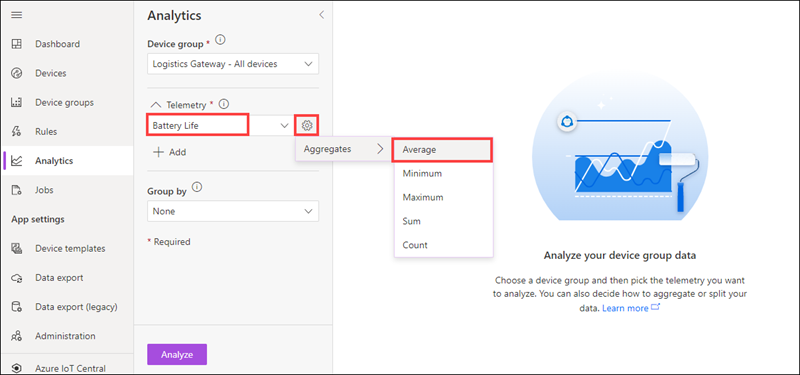 Dashboard
Devices
Device groups
Rules
Analytics
Jobs
App settings
Device templates
Data export
Data export (legacy)
Administration
Azure IoT Central
Analytics
Device group *
Logistics Gateway - All devices
Telemetry *
Battery Life
Add
Group by
None
* Required
Analyze
Aggregates
Average
Minimum
Maximum
Sum
Count
Analyze your device group data
Choose a device group and then pick the telemetry you want
to analyze. You can also decide how to aggregate or split your
data. Learn more